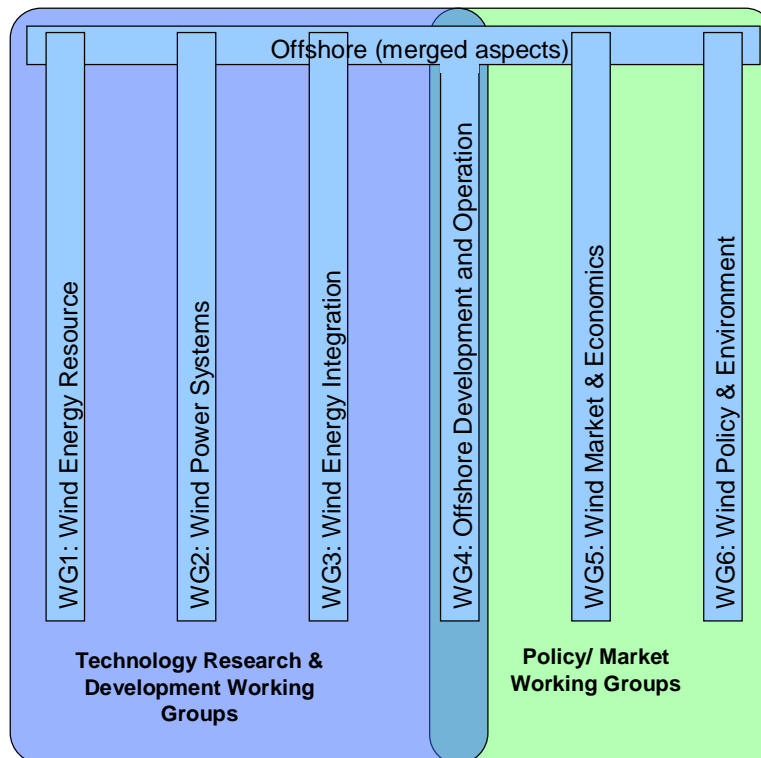 Offshore (merged aspects)
WG1: Wind Energy Resource
WG2: Wind Power Systems
WG3: Wind Energy Integration
WG4: Offshore Development and Operation
WG5: Wind Market & Economics
WG6: Wind Policy & Environment
Technology Research &
Development Working
Groups
Policy/ Market
Working Groups